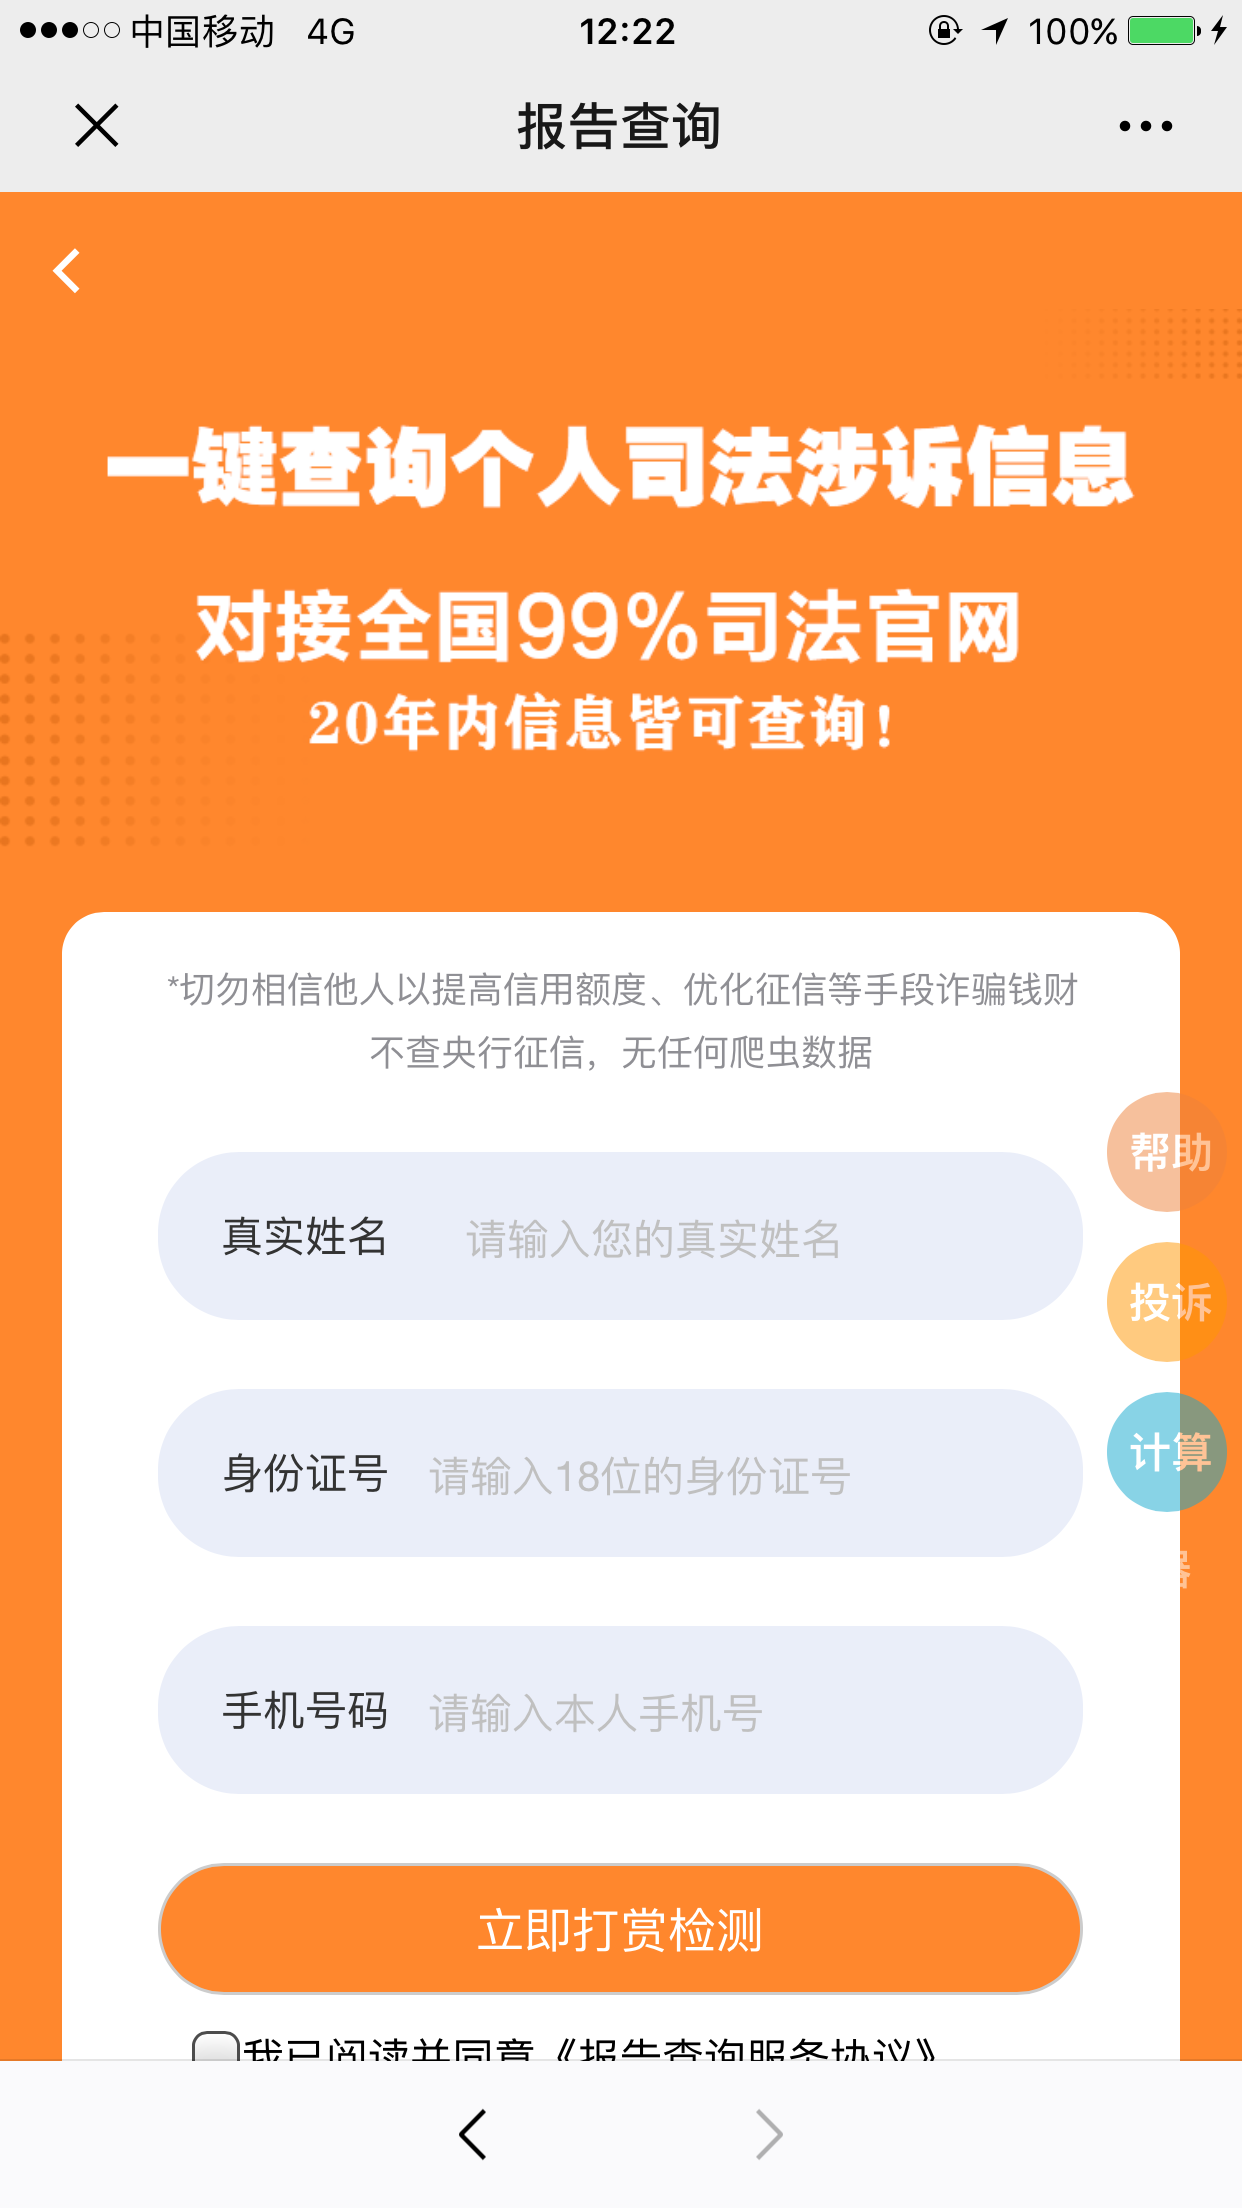 中国移动 4G 12:22 100%
报告查询
一键查询个人司法涉诉信息
对接全国99%司法官网
20年内信息皆可查询!
*切勿相信他人以提高信用额度、优化征信等手段诈骗钱财
不查央行征信，无任何爬虫数据
帮助
真实姓名 请输入您的真实姓名
投诉
计算
身份证号 请输入18位的身份证号
器
手机号码 请输入本人手机号
立即打赏检测
我已阅读并同意《报告查询服务协议》